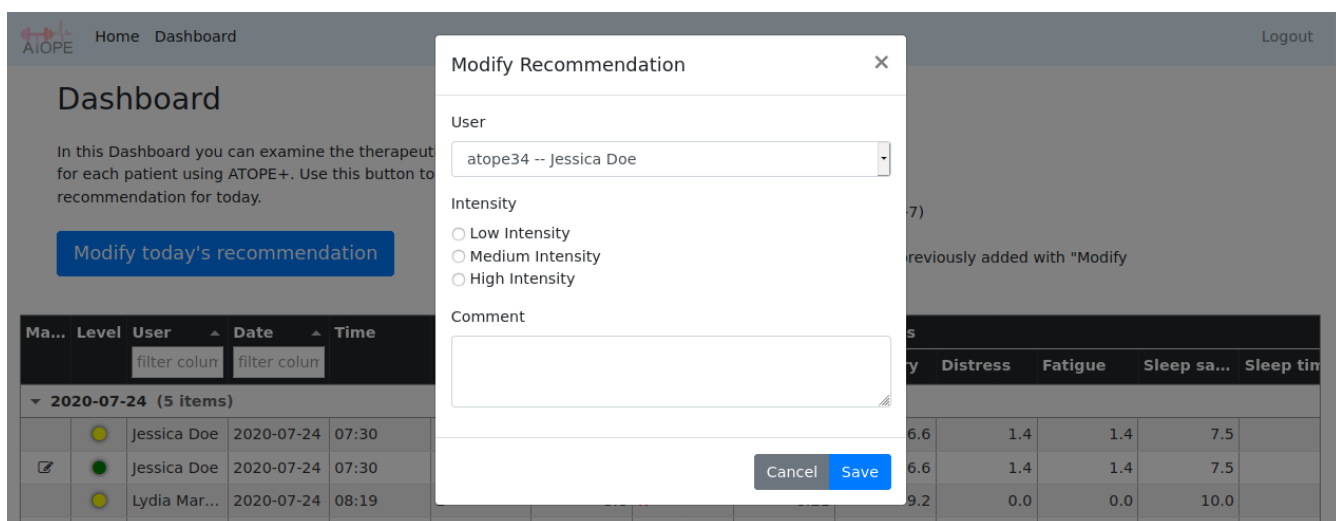 ATOPE Home Dashboard Logout
Dashboard
In this Dashboard you can examine the therapeuti
for each patient using ATOPE+. Use this button to
recommendation for today.
Modify today's recommendation
-7)
previously added with "Modify
Modify Recommendation ×
User
atope34 -- Jessica Doe
Intensity
Low Intensity
Medium Intensity
High Intensity
Comment
Cancel Save
Ma... Level User Date Time s
filter colum filter colum ry Distress Fatigue Sleep sa... Sleep tim
2020-07-24 (5 items)
Jessica Doe 2020-07-24 07:30 6.6 1.4 1.4 7.5
Jessica Doe 2020-07-24 07:30 6.6 1.4 1.4 7.5
Lydia Mar... 2020-07-24 08:19 9.2 0.0 0.0 10.0